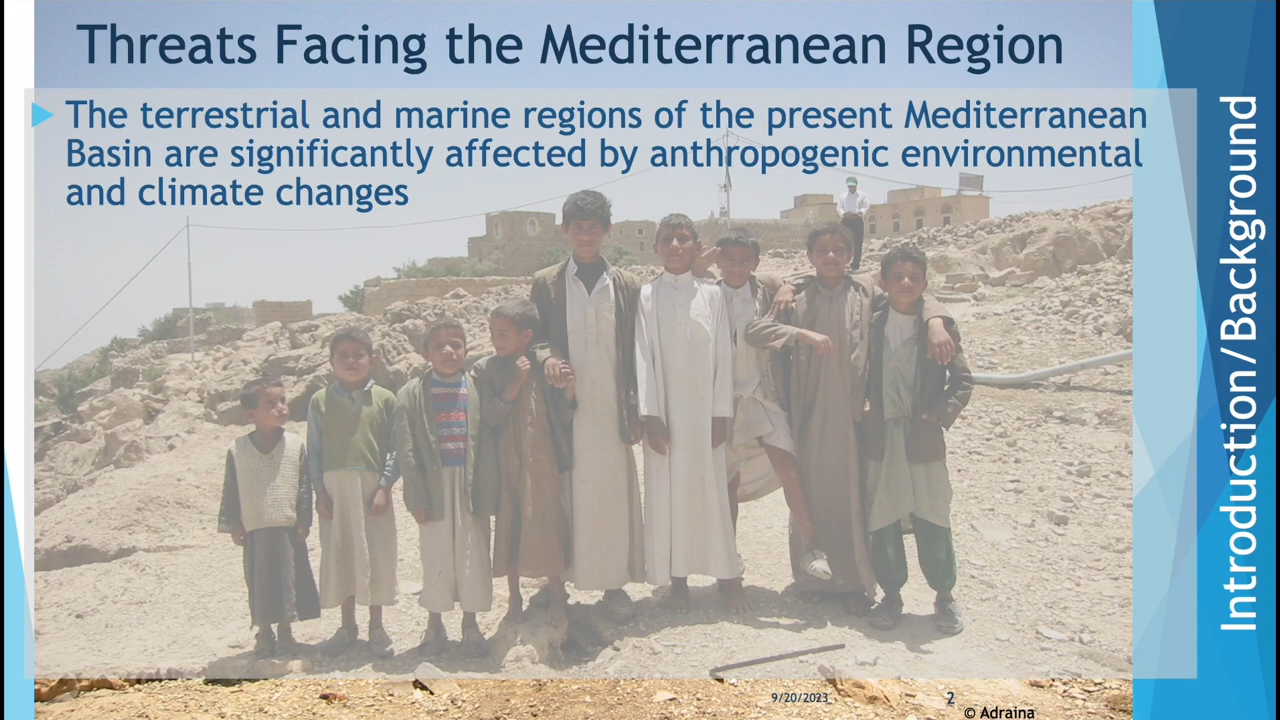 Threats Facing the Mediterranean Region
The terrestrial and marine regions of the present Mediterranean
Basin are significantly affected by anthropogenic environmental
and climate changes
Introduction/Background
9/20/2023
2
© Adraina